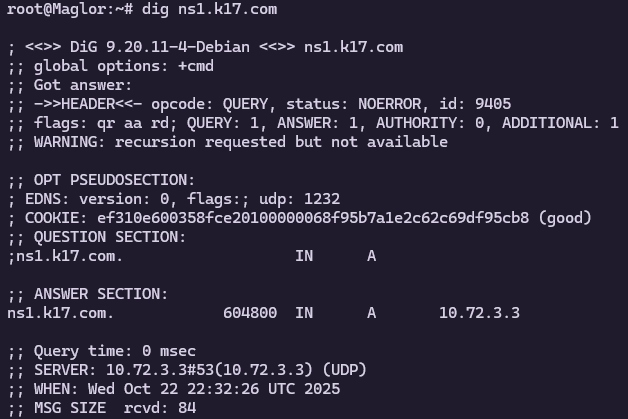 root@Maglor:~# dig ns1.k17.com
; <<>> DiG 9.20.11-4-Debian <<>> ns1.k17.com
;; global options: +cmd
;; Got answer:
;; ->>HEADER<<- opcode: QUERY, status: NOERROR, id: 9405
;; flags: qr aa rd; QUERY: 1, ANSWER: 1, AUTHORITY: 0, ADDITIONAL: 1
;; WARNING: recursion requested but not available
;; OPT PSEUDOSECTION:
; EDNS: version: 0, flags:; udp: 1232
; COOKIE: ef310e600358fce20100000068f95b7a1e2c62c69df95cb8 (good)
;; QUESTION SECTION:
;ns1.k17.com. IN A
;; ANSWER SECTION:
ns1.k17.com. 604800 IN A 10.72.3.3
;; Query time: 0 msec
;; SERVER: 10.72.3.3#53(10.72.3.3) (UDP)
;; WHEN: Wed Oct 22 22:32:26 UTC 2025
;; MSG SIZE rcvd: 84